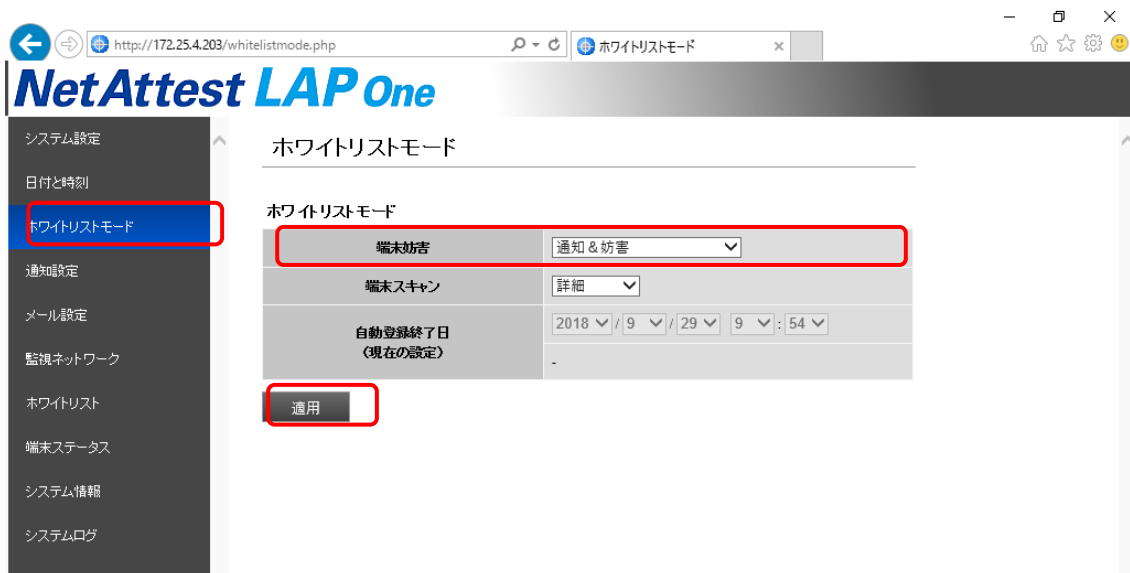 http://172.25.4.203/whitelistmode.php
ホワイトリストモード
NetAttest LAP One
システム設定
日付と時刻
ホワイトリストモード
通知設定
メール設定
監視ネットワーク
ホワイトリスト
端末ステータス
システム情報
システムログ
ホワイトリストモード
ホワイトリストモード
端末妨害 通知&妨害
端末スキャン 詳細
自動登録終了日
(現在の設定)
2018 / 9 / 29 9 : 54
-
適用